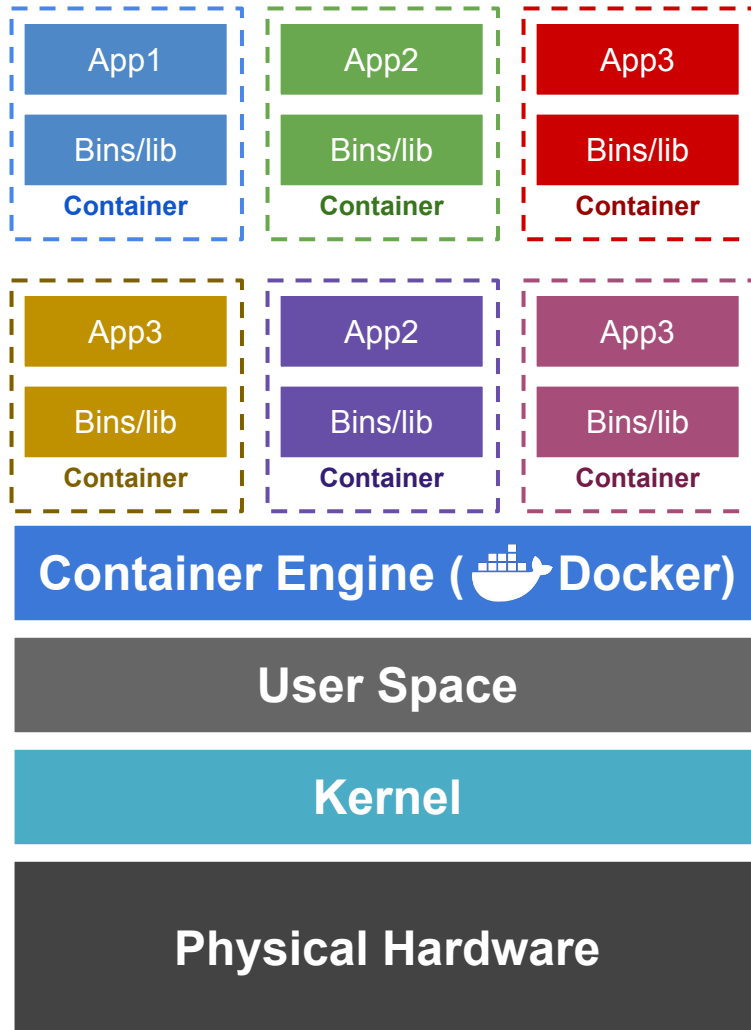 App1 App2 App3
Bins/lib Bins/lib Bins/lib
Container Container Container
App3 App2 App3
Bins/lib Bins/lib Bins/lib
Container Container Container
Container Engine ( Docker)
User Space
Kernel
Physical Hardware